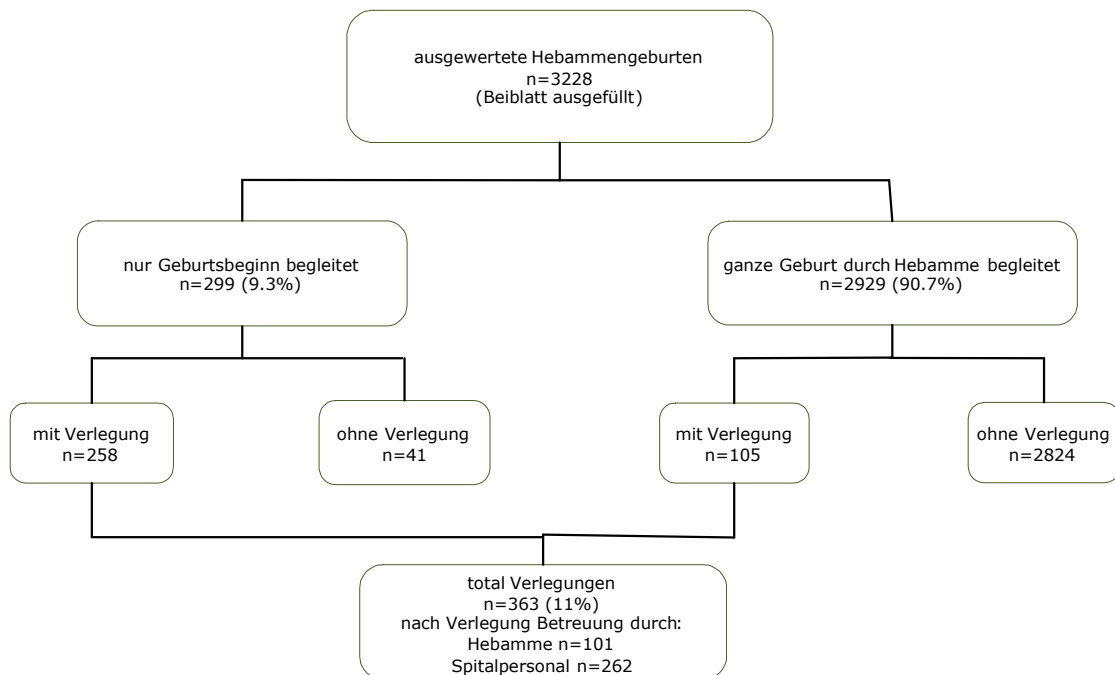 ausgewertete Hebammengeburten
n=3228
(Beiblatt ausgefüllt)
nur Geburtsbeginn begleitet
n=299 (9.3%)
ganze Geburt durch Hebamme begleitet
n=2929 (90.7%)
mit Verlegung
n=258
ohne Verlegung
n=41
mit Verlegung
n=105
ohne Verlegung
n=2824
total Verlegungen
n=363 (11%)
nach Verlegung Betreuung durch:
Hebamme n=101
Spitalpersonal n=262